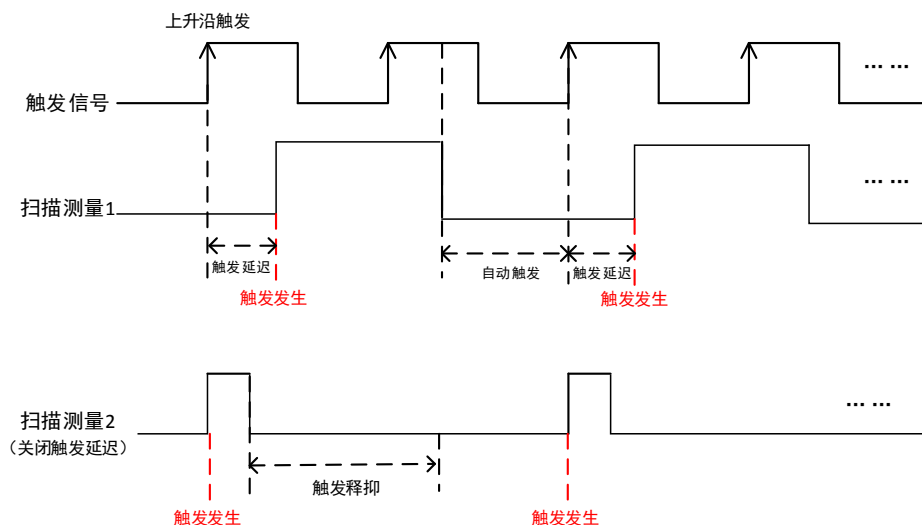 上升沿触发
… …
触发信号
… …
扫描测量1
触发延迟
自动触发
触发延迟
触发发生
触发发生
扫描测量2
（关闭触发延迟）
… …
触发释抑
触发发生
触发发生